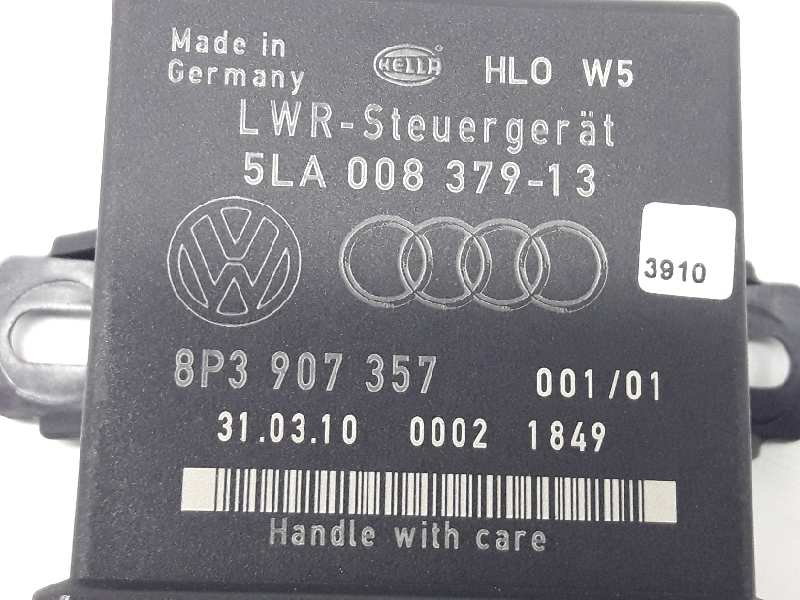 Made in
Germany
HELLA
HLO W5
LWR-Steuergerät
5LA 008 379-13
3910
8P3 907 357
001/01
31.03.10 0002 1849
Handle with care